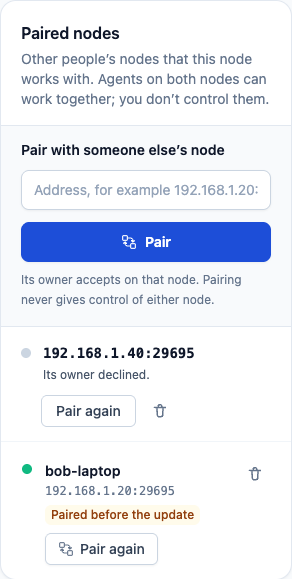 Paired nodes
Other people’s nodes that this node
works with. Agents on both nodes can
work together; you don’t control them.
Pair with someone else’s node
Address, for example 192.168.1.20:
Pair
Its owner accepts on that node. Pairing
never gives control of either node.
192.168.1.40:29695
Its owner declined.
Pair again
bob-laptop
192.168.1.20:29695
Paired before the update
Pair again